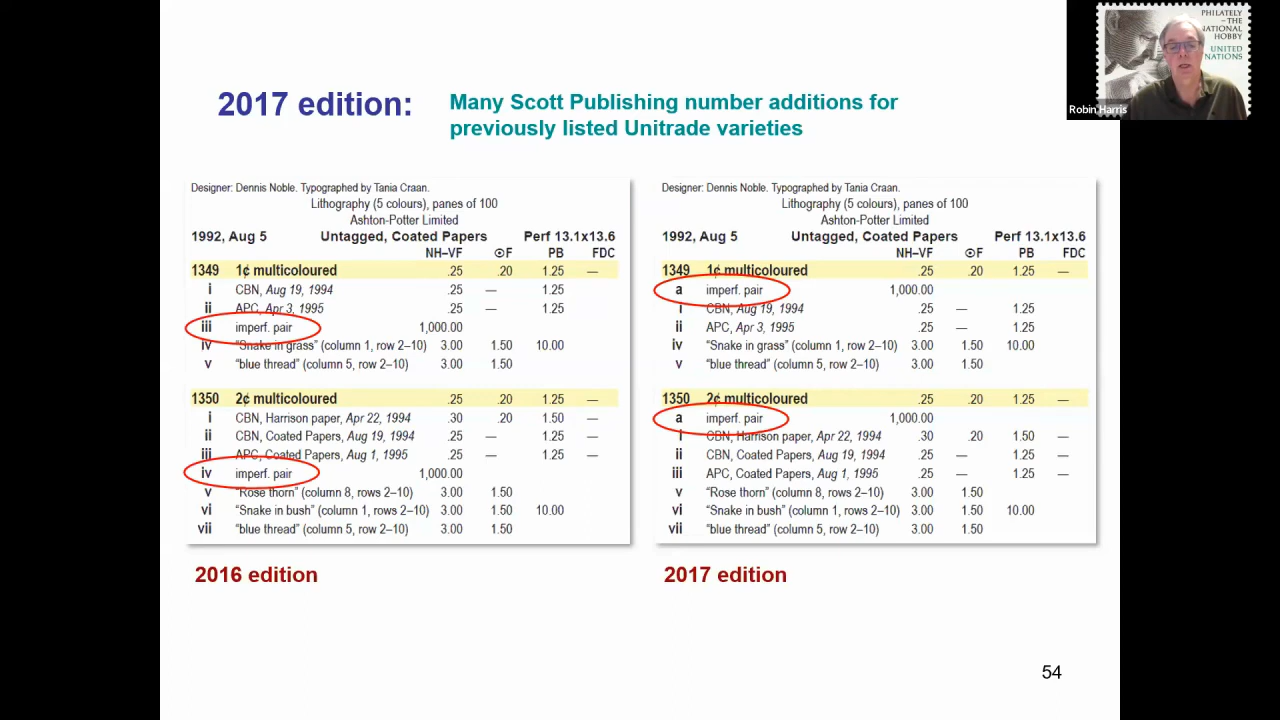 2017 edition:
Many Scott Publishing number additions for
previously listed Unitrade varieties
Designer: Dennis Noble. Typographed by Tania Craan.
Lithography (5 colours), panes of 100
Ashton-Potter Limited
1992, Aug 5 Untagged, Coated Papers Perf 13.1x13.6
NH–VF ⊙F PB FDC
1349 1¢ multicoloured .25 .20 1.25 —
i CBN, Aug 19, 1994 .25 — 1.25
ii APC, Apr 3, 1995 .25 — 1.25
iii imperf. pair 1,000.00
iv "Snake in grass" (column 1, row 2–10) 3.00 1.50 10.00
v "blue thread" (column 5, row 2–10) 3.00 1.50
1350 2¢ multicoloured .25 .20 1.25 —
i CBN, Harrison paper, Apr 22, 1994 .30 .20 1.50 —
ii CBN, Coated Papers, Aug 19, 1994 .25 — 1.25 —
iii APC, Coated Papers, Aug 1, 1995 .25 — 1.25 —
iv imperf. pair 1,000.00
v "Rose thorn" (column 8, rows 2–10) 3.00 1.50
vi "Snake in bush" (column 1, rows 2–10) 3.00 1.50 10.00
vii "blue thread" (column 5, row 2–10) 3.00 1.50
2016 edition
Designer: Dennis Noble. Typographed by Tania Craan.
Lithography (5 colours), panes of 100
Ashton-Potter Limited
1992, Aug 5 Untagged, Coated Papers Perf 13.1x13.6
NH–VF ⊙F PB FDC
1349 1¢ multicoloured .25 .20 1.25 —
a imperf. pair 1,000.00
i CBN, Aug 19, 1994 .25 — 1.25
ii APC, Apr 3, 1995 .25 — 1.25
iv "Snake in grass" (column 1, row 2–10) 3.00 1.50 10.00
v "blue thread" (column 5, row 2–10) 3.00 1.50
1350 2¢ multicoloured .25 .20 1.25 —
a imperf. pair 1,000.00
i CBN, Harrison paper, Apr 22, 1994 .30 .20 1.50 —
ii CBN, Coated Papers, Aug 19, 1994 .25 — 1.25 —
iii APC, Coated Papers, Aug 1, 1995 .25 — 1.25 —
v "Rose thorn" (column 8, rows 2–10) 3.00 1.50
vi "Snake in bush" (column 1, rows 2–10) 3.00 1.50 10.00
vii "blue thread" (column 5, row 2–10) 3.00 1.50
2017 edition
54
PHILATELY
–THE
NATIONAL
HOBBY
UNITED
NATIONS
Robin Harris